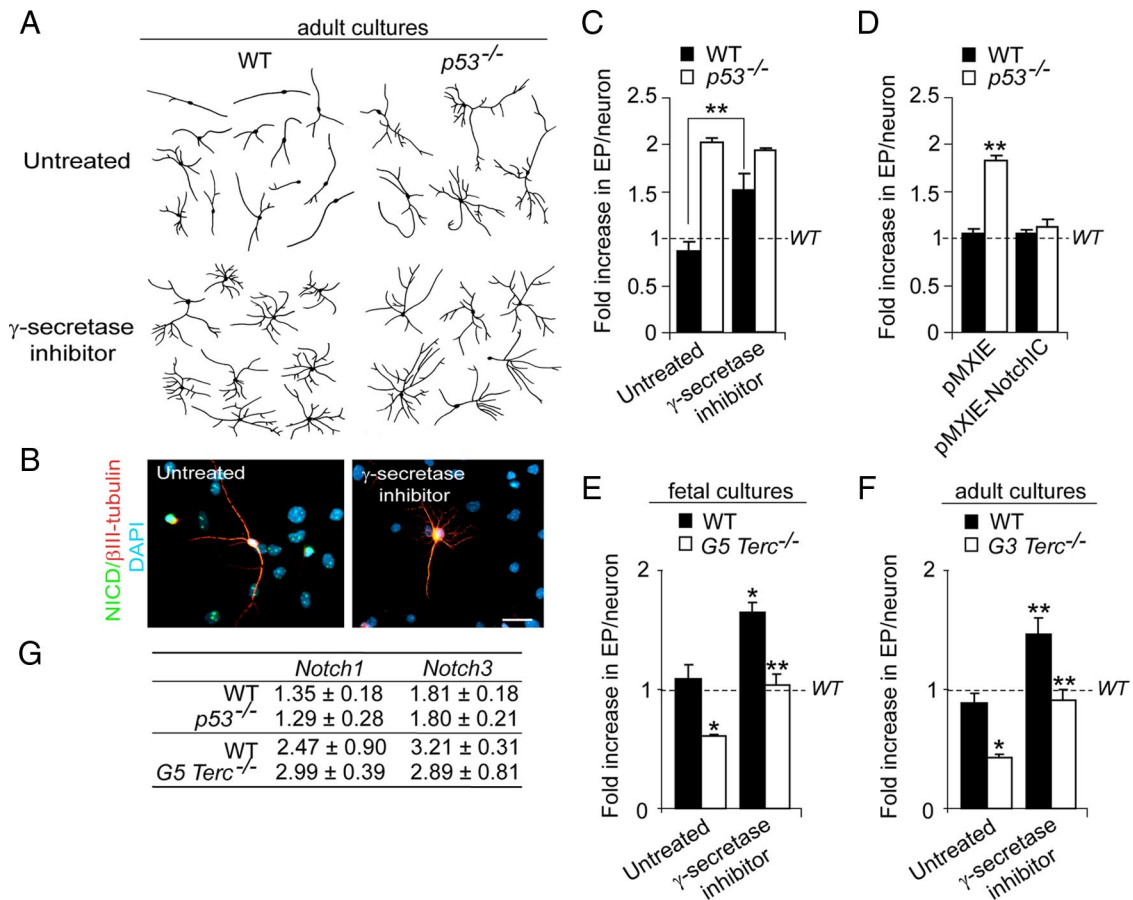 A
adult cultures
WT
p53-/-
Untreated
γ-secretase
inhibitor
B
NICD/βIII-tubulin
DAPI
Untreated
γ-secretase
inhibitor
C
WT
p53-/-
Fold increase in EP/neuron
2.5
2
1.5
1
0.5
0
**
WT
Untreated
γ-secretase
inhibitor
D
WT
p53-/-
Fold increase in EP/neuron
2.5
2
1.5
1
0.5
0
**
WT
pMXIE
pMXIE-NotchIC
E
fetal cultures
WT
G5 Terc-/-
Fold increase in EP/neuron
2
1
0
*
*
**
WT
Untreated
γ-secretase
inhibitor
F
adult cultures
WT
G3 Terc-/-
Fold increase in EP/neuron
2
1
0
*
**
**
WT
Untreated
γ-secretase
inhibitor
G
Notch1 Notch3
WT 1.35 ± 0.18 1.81 ± 0.18
p53-/- 1.29 ± 0.28 1.80 ± 0.21
WT 2.47 ± 0.90 3.21 ± 0.31
G5 Terc-/- 2.99 ± 0.39 2.89 ± 0.81